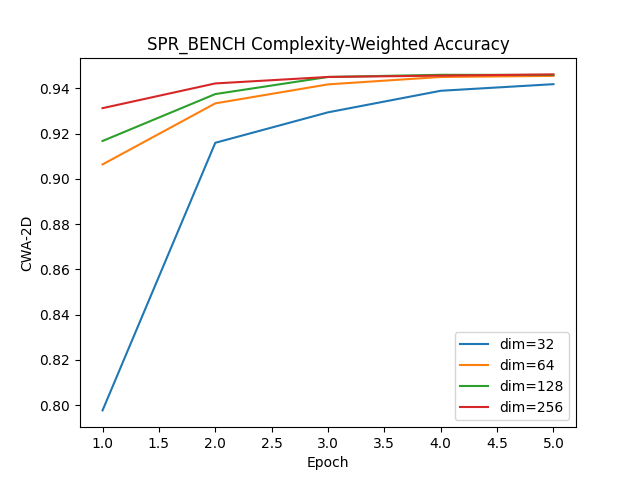 SPR_BENCH Complexity-Weighted Accuracy
CWA-2D
0.94
0.92
0.90
0.88
0.86
0.84
0.82
0.80
dim=32
dim=64
dim=128
dim=256
1.0 1.5 2.0 2.5 3.0 3.5 4.0 4.5 5.0
Epoch